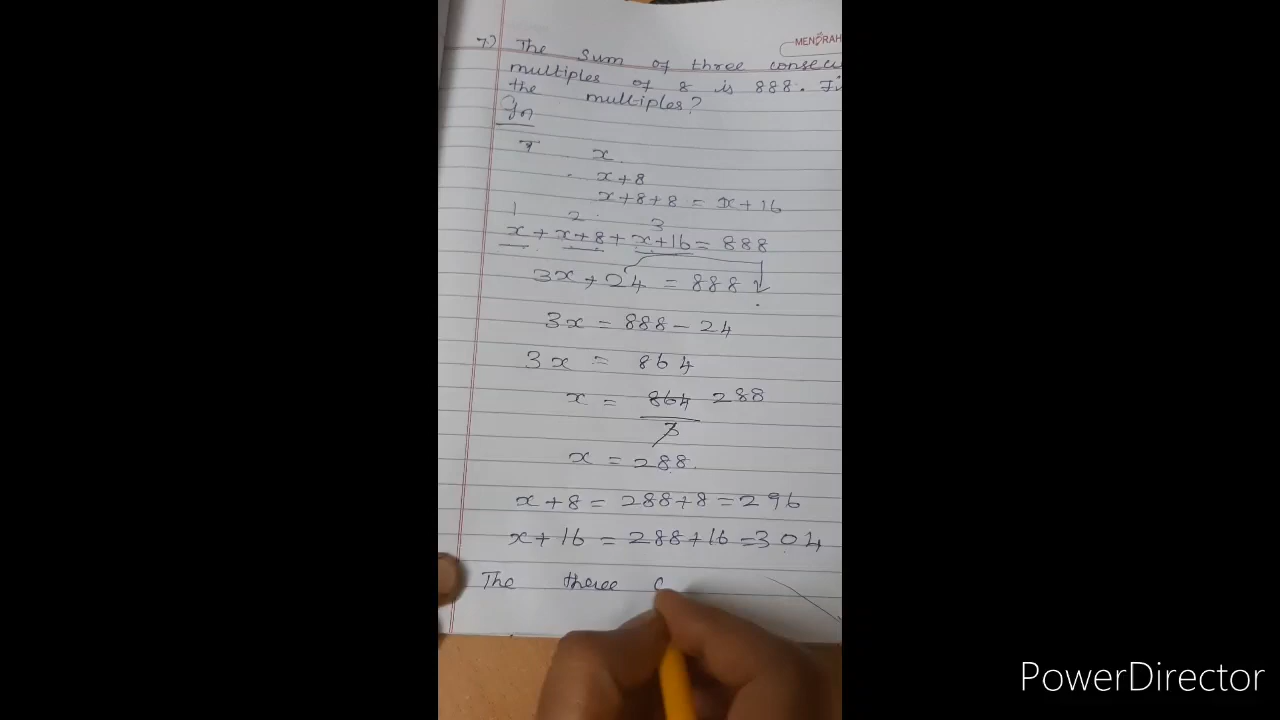 MENORAH
7.) The Sum of three consecu
multiples of 8 is 888. Fi
the multiples?
x
x+8
x+8+8 = x+16
1 2 3
x + x+8 + x+16 = 888
3x + 24 = 888
3x = 888 - 24
3x = 864
x = 864/3 288
x = 288.
x+8 = 288+8 = 296
x+16 = 288+16 = 304
The three c
PowerDirector